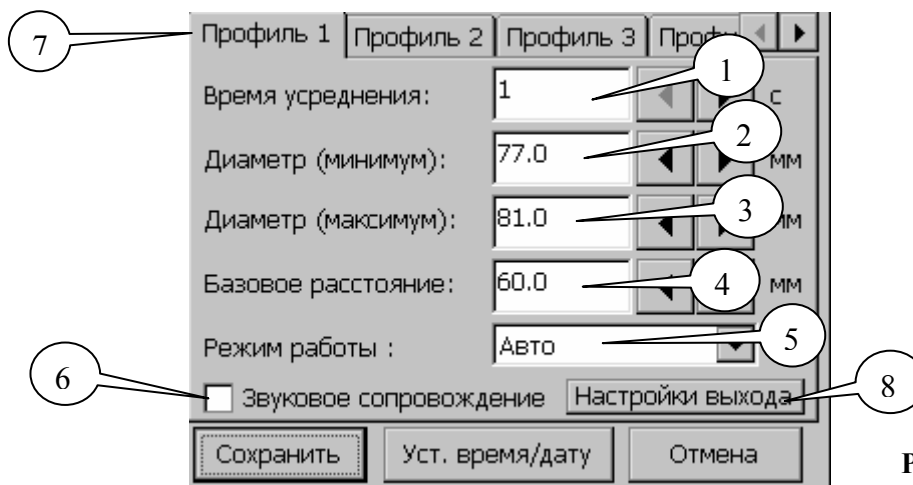 7 Профиль 1 Профиль 2 Профиль 3
Время усреднения: 1 1 с
Диаметр (минимум): 77.0 2 мм
Диаметр (максимум): 81.0 3 мм
Базовое расстояние: 60.0 4 мм
Режим работы : Авто 5
6 Звуковое сопровождение Настройки выхода 8
Сохранить Уст. время/дату Отмена